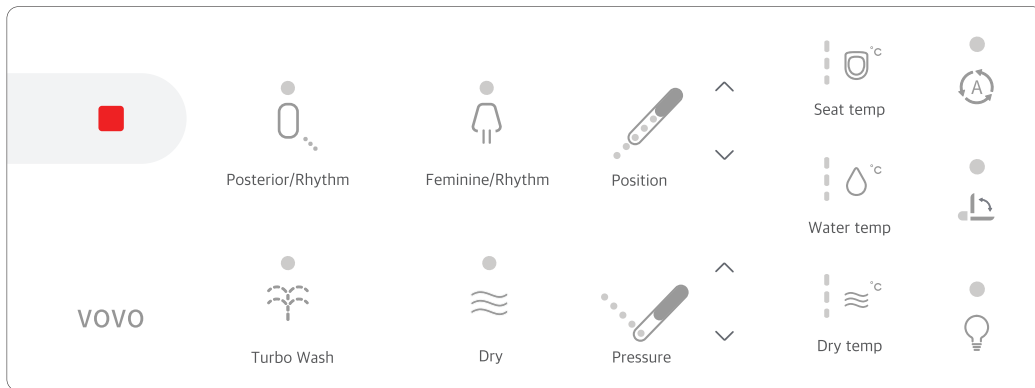 Posterior/Rhythm
Feminine/Rhythm
Position
VOVO
Turbo Wash
Dry
Pressure
°C
Seat temp
°C
Water temp
°C
Dry temp
A